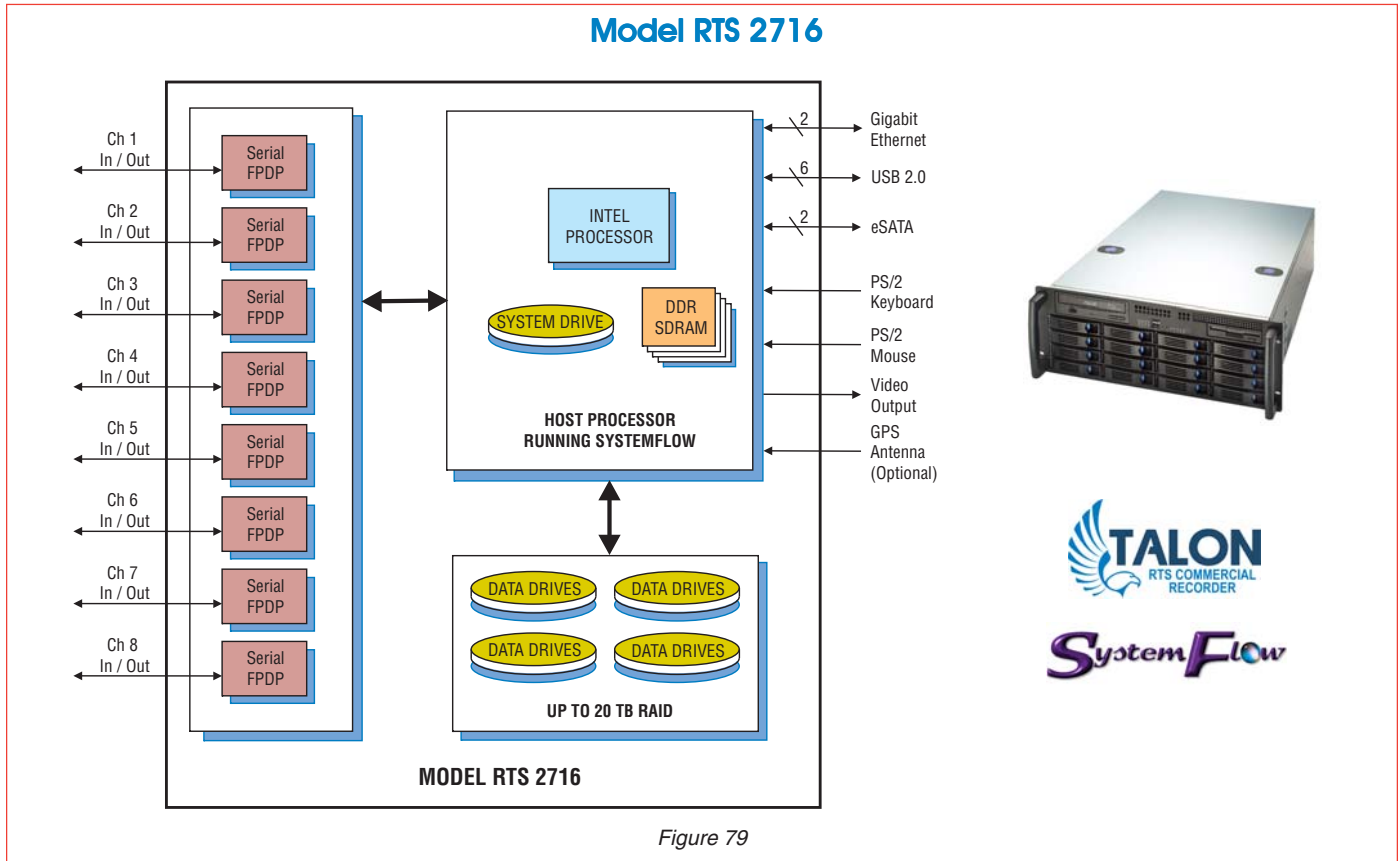 Model RTS 2716
Ch 1
In / Out
Serial
FPDP
Ch 2
In / Out
Serial
FPDP
Ch 3
In / Out
Serial
FPDP
Ch 4
In / Out
Serial
FPDP
Ch 5
In / Out
Serial
FPDP
Ch 6
In / Out
Serial
FPDP
Ch 7
In / Out
Serial
FPDP
Ch 8
In / Out
Serial
FPDP
INTEL
PROCESSOR
SYSTEM DRIVE
DDR
SDRAM
HOST PROCESSOR
RUNNING SYSTEMFLOW
2
Gigabit
Ethernet
6
USB 2.0
2
eSATA
PS/2
Keyboard
PS/2
Mouse
Video
Output
GPS
Antenna
(Optional)
DATA DRIVES
DATA DRIVES
DATA DRIVES
DATA DRIVES
UP TO 20 TB RAID
MODEL RTS 2716
TALON
RTS COMMERCIAL
RECORDER
SystemFlow
Figure 79